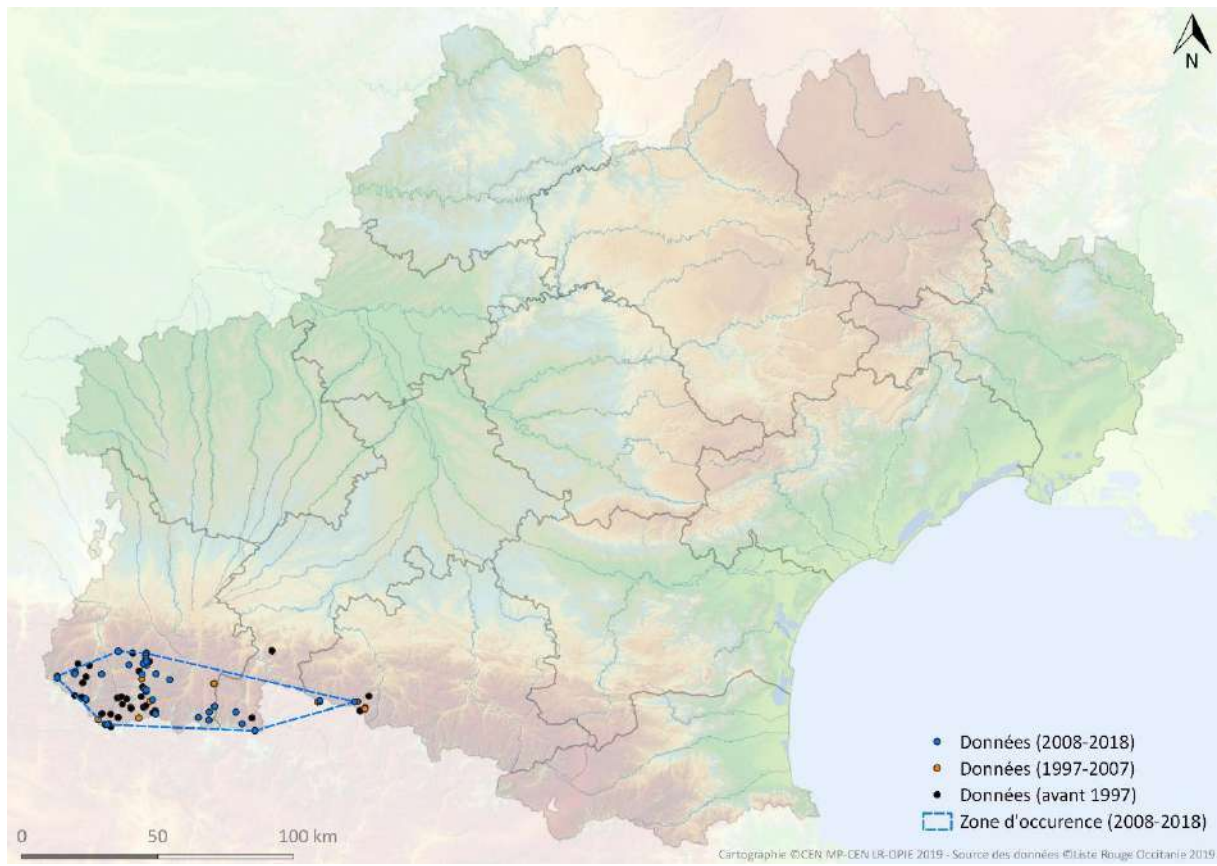 N
Données (2008-2018)
Données (1997-2007)
Données (avant 1997)
Zone d'occurence (2008-2018)
0 50 100 km
Cartographie ©CEN MP-CEN LR-OPIE 2019 - Source des données ©Liste Rouge Occitanie 2019